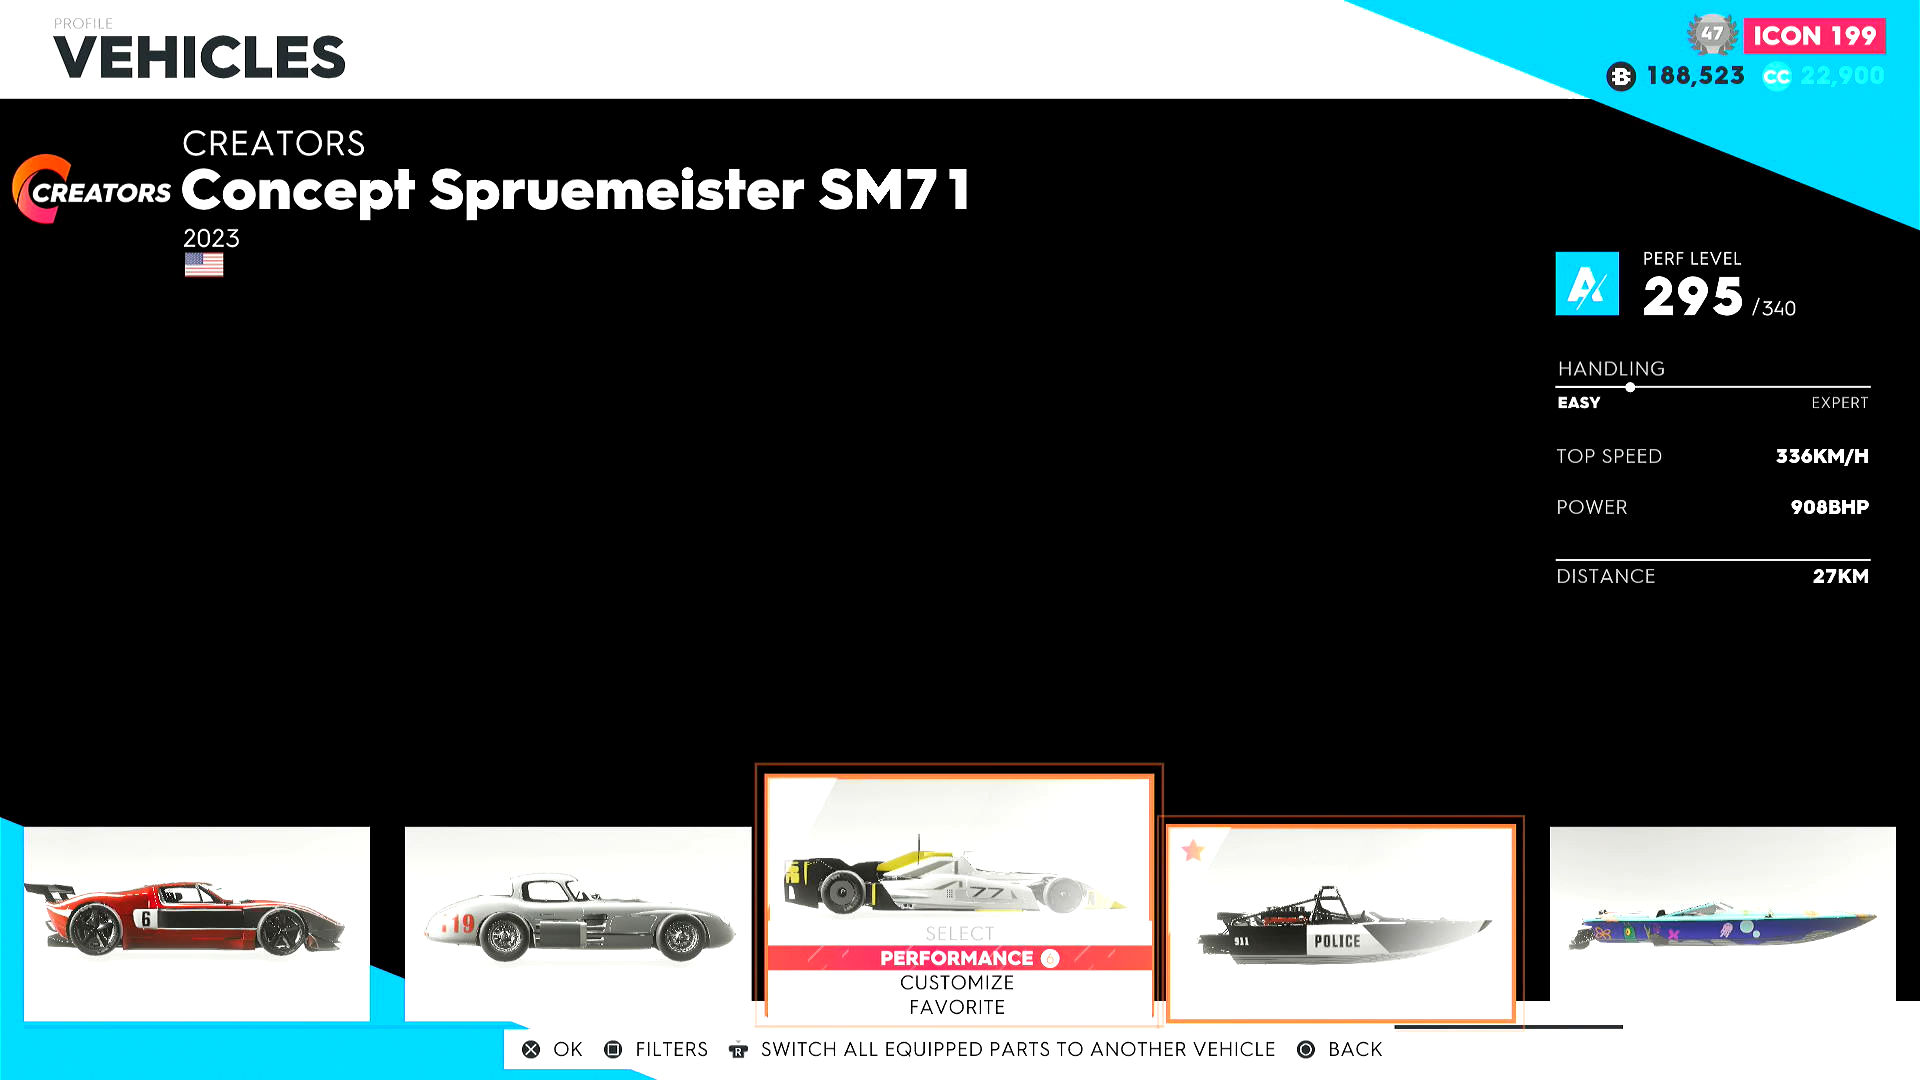 PROFILE
VEHICLES
47
ICON 199
188,523
CC 22,900
CREATORS
CREATORS
Concept Spruemeister SM71
2023
A
PERF LEVEL
295 /340
HANDLING
EASY EXPERT
TOP SPEED 336KM/H
POWER 908BHP
DISTANCE 27KM
6
19
77
911 POLICE
SELECT
PERFORMANCE 6
CUSTOMIZE
FAVORITE
OK FILTERS R SWITCH ALL EQUIPPED PARTS TO ANOTHER VEHICLE BACK